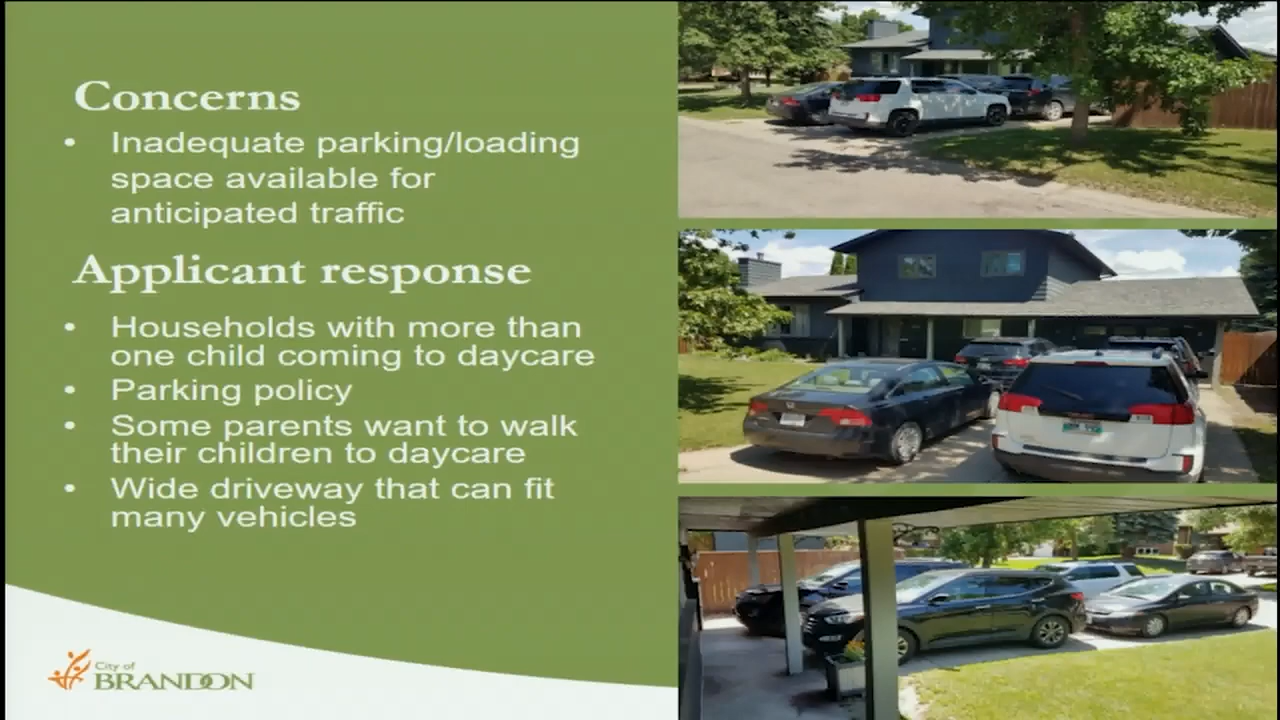 Concerns
• Inadequate parking/loading
space available for
anticipated traffic
Applicant response
• Households with more than
one child coming to daycare
• Parking policy
• Some parents want to walk
their children to daycare
• Wide driveway that can fit
many vehicles
City of
BRANDON